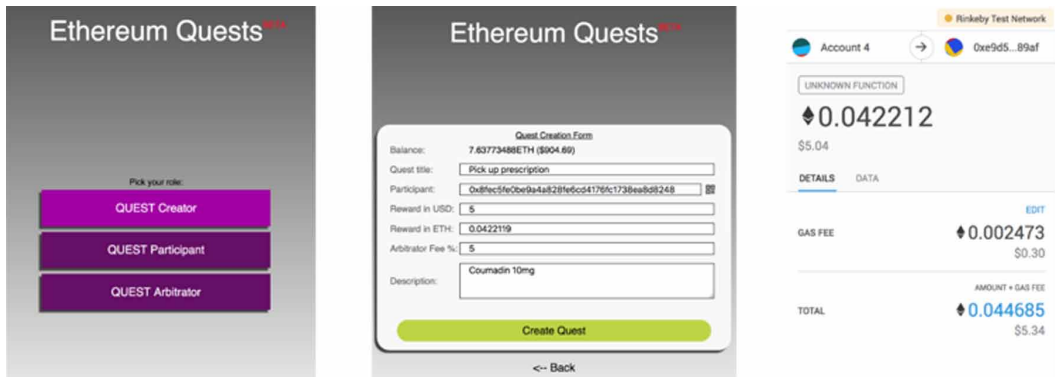 Ethereum Quests BETA
Pick your role:
QUEST Creator
QUEST Participant
QUEST Arbitrator
Ethereum Quests BETA
Quest Creation Form
Balance: 7.63773488ETH ($904.69)
Quest title: Pick up prescription
Participant: 0x8fec5fe0be9a4a828fe6cd4176fc1738ea8d8248
Reward in USD: 5
Reward in ETH: 0.0422119
Arbitrator Fee %: 5
Description: Coumadin 10mg
Create Quest
<-- Back
Rinkeby Test Network
Account 4 0xe9d5...89af
UNKNOWN FUNCTION
0.042212
$5.04
DETAILS DATA
EDIT
GAS FEE 0.002473
$0.30
AMOUNT + GAS FEE
TOTAL 0.044685
$5.34